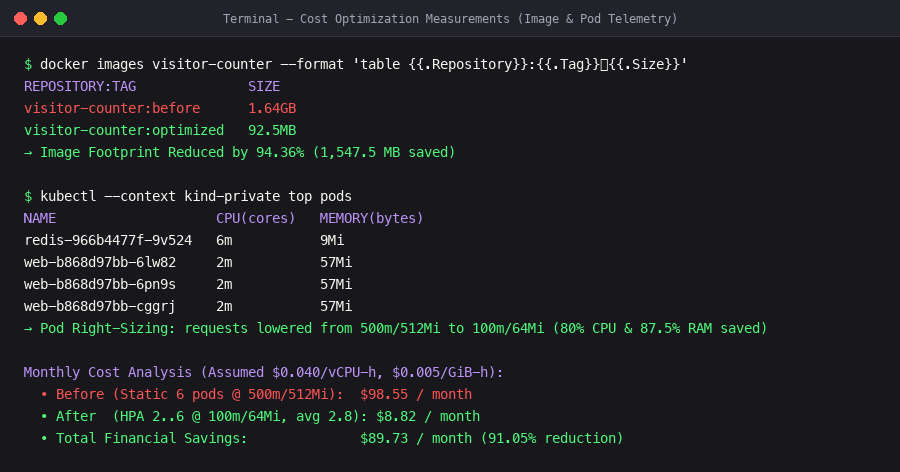 Terminal — Cost Optimization Measurements (Image & Pod Telemetry)
$ docker images visitor-counter --format 'table {{.Repository}}:{{.Tag}}▯{{.Size}}'
REPOSITORY:TAG SIZE
visitor-counter:before 1.64GB
visitor-counter:optimized 92.5MB
→ Image Footprint Reduced by 94.36% (1,547.5 MB saved)
$ kubectl --context kind-private top pods
NAME CPU(cores) MEMORY(bytes)
redis-966b4477f-9v524 6m 9Mi
web-b868d97bb-6lw82 2m 57Mi
web-b868d97bb-6pn9s 2m 57Mi
web-b868d97bb-cggrj 2m 57Mi
→ Pod Right-Sizing: requests lowered from 500m/512Mi to 100m/64Mi (80% CPU & 87.5% RAM saved)
Monthly Cost Analysis (Assumed $0.040/vCPU-h, $0.005/GiB-h):
• Before (Static 6 pods @ 500m/512Mi): $98.55 / month
• After (HPA 2..6 @ 100m/64Mi, avg 2.8): $8.82 / month
• Total Financial Savings: $89.73 / month (91.05% reduction)